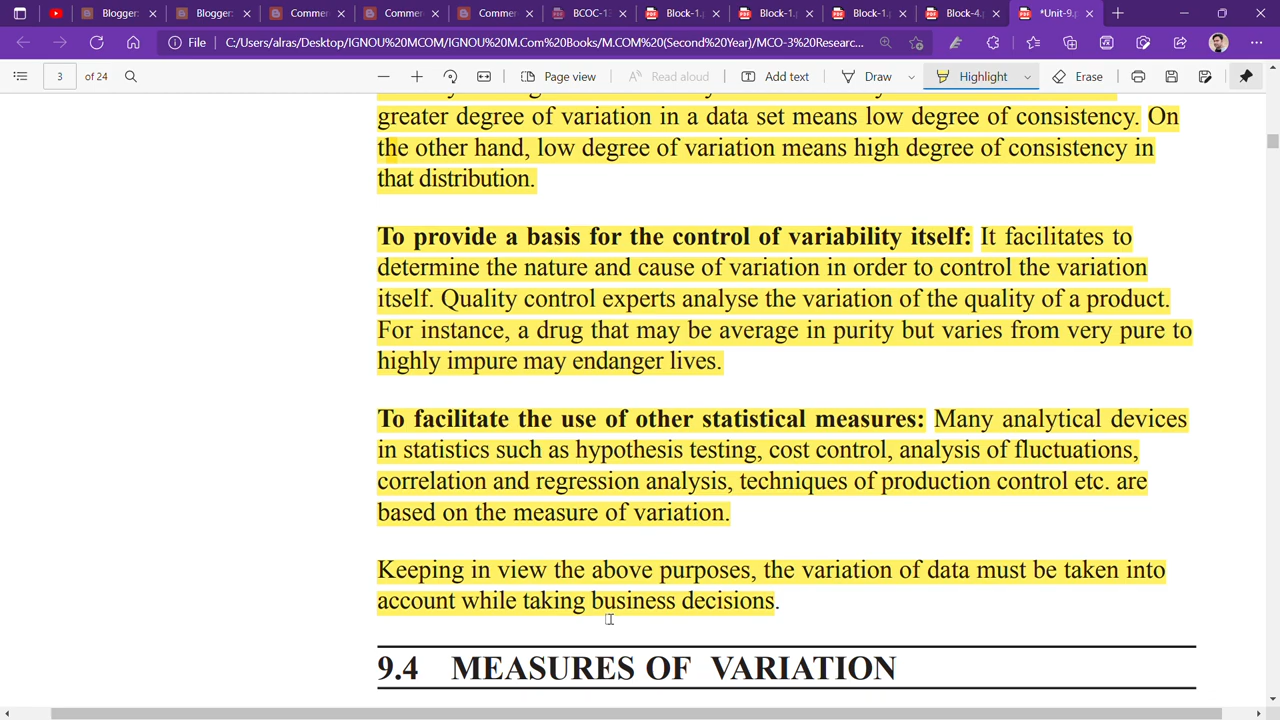 Blogger:
Blogger:
Commer
Commer
Commer
BCOC-13
Block-1.p
Block-1.p
Block-1.p
Block-4.p
*Unit-9.p
File
C:/Users/alras/Desktop/IGNOU%20MCOM/IGNOU%20M.Com%20Books/M.COM%20(Second%20Year)/MCO-3%20Researc...
3 of 24
Page view
Read aloud
Add text
Draw
Highlight
Erase
greater degree of variation in a data set means low degree of consistency. On
the other hand, low degree of variation means high degree of consistency in
that distribution.
To provide a basis for the control of variability itself: It facilitates to
determine the nature and cause of variation in order to control the variation
itself. Quality control experts analyse the variation of the quality of a product.
For instance, a drug that may be average in purity but varies from very pure to
highly impure may endanger lives.
To facilitate the use of other statistical measures: Many analytical devices
in statistics such as hypothesis testing, cost control, analysis of fluctuations,
correlation and regression analysis, techniques of production control etc. are
based on the measure of variation.
Keeping in view the above purposes, the variation of data must be taken into
account while taking business decisions.
9.4 MEASURES OF VARIATION